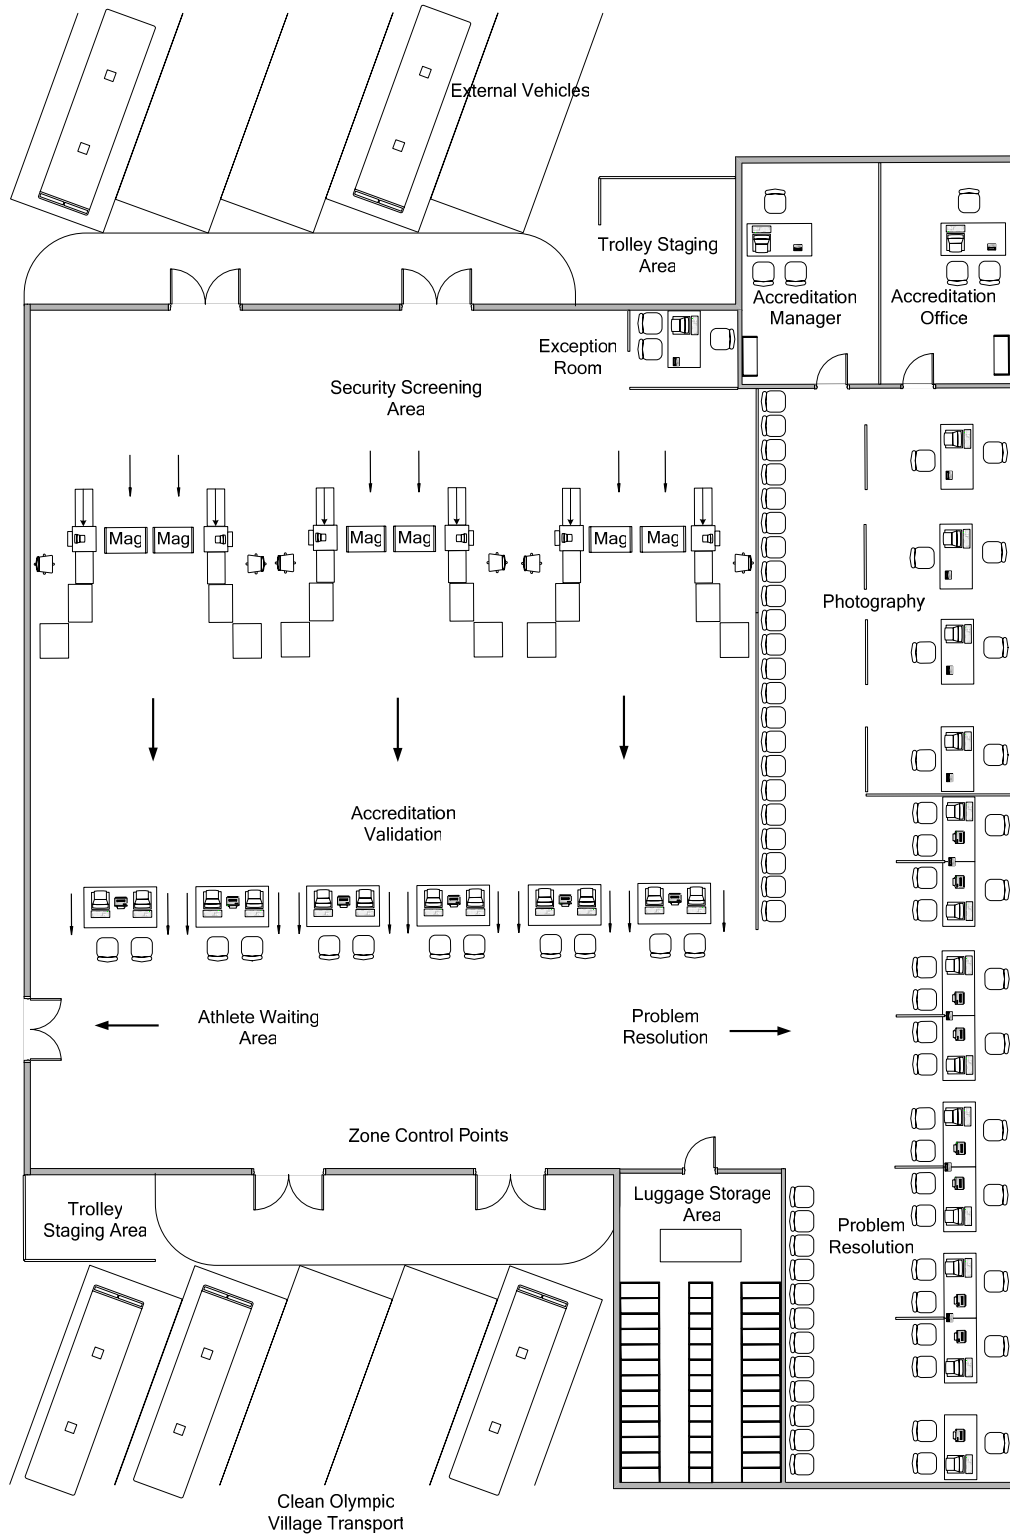 External Vehicles
Trolley Staging
Area
Accreditation
Manager
Accreditation
Office
Exception
Room
Security Screening
Area
Mag
Mag
Mag
Mag
Mag
Mag
Photography
Accreditation
Validation
Athlete Waiting
Area
Problem
Resolution
Zone Control Points
Trolley
Staging Area
Luggage Storage
Area
Problem
Resolution
Clean Olympic
Village Transport